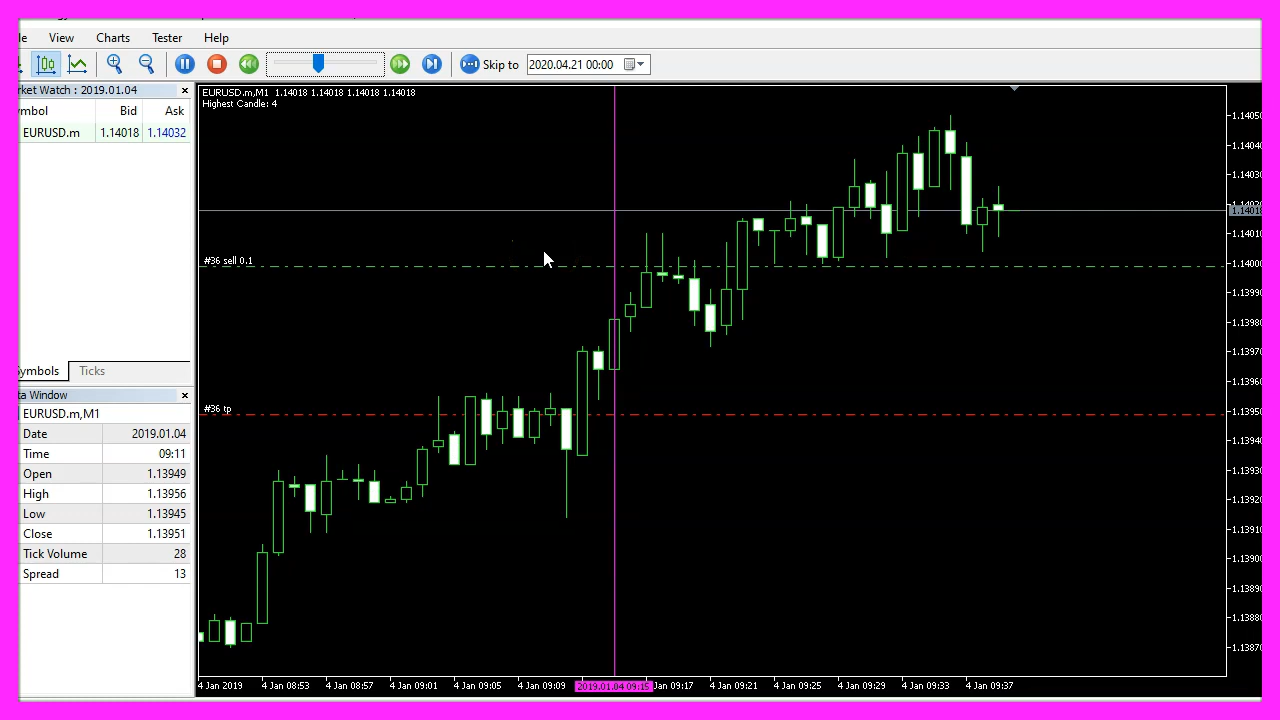 le View Charts Tester Help
Skip to 2020.04.21 00:00
rket Watch : 2019.01.04
ymbol Bid Ask
EURUSD.m 1.14018 1.14032
Symbols Ticks
ta Window
EURUSD.m,M1
Date 2019.01.04
Time 09:11
Open 1.13949
High 1.13956
Low 1.13945
Close 1.13951
Tick Volume 28
Spread 13
EURUSD.m,M1 1.14018 1.14018 1.14018 1.14018
Highest Candle: 4
#36 sell 0.1
#36 tp
1.14050
1.14040
1.14030
1.14018
1.14010
1.14000
1.13990
1.13980
1.13970
1.13960
1.13950
1.13940
1.13930
1.13920
1.13910
1.13900
1.13890
1.13880
1.13870
4 Jan 2019 4 Jan 08:53 4 Jan 08:57 4 Jan 09:01 4 Jan 09:05 4 Jan 09:09 2019.01.04 09:15 Jan 09:17 4 Jan 09:21 4 Jan 09:25 4 Jan 09:29 4 Jan 09:33 4 Jan 09:37